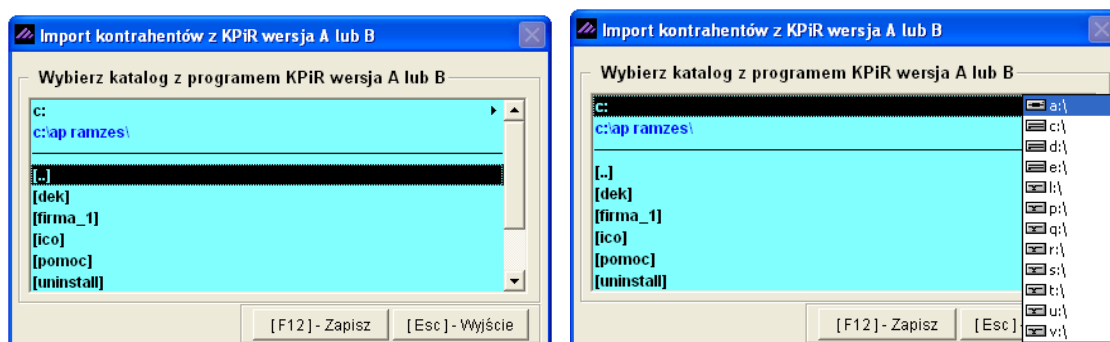 Import kontrahentów z KPiR wersja A lub B
Wybierz katalog z programem KPiR wersja A lub B
c:
c:\ap ramzes\
[..]
[dek]
[firma_1]
[ico]
[pomoc]
[uninstall]
[F12] - Zapisz
[Esc] - Wyjście
Import kontrahentów z KPiR wersja A lub B
Wybierz katalog z programem KPiR wersja A lub B
c:
c:\ap ramzes\
[..]
[dek]
[firma_1]
[ico]
[pomoc]
[uninstall]
a:\
c:\
d:\
e:\
l:\
p:\
q:\
r:\
s:\
t:\
u:\
v:\
[F12] - Zapisz
[Esc]